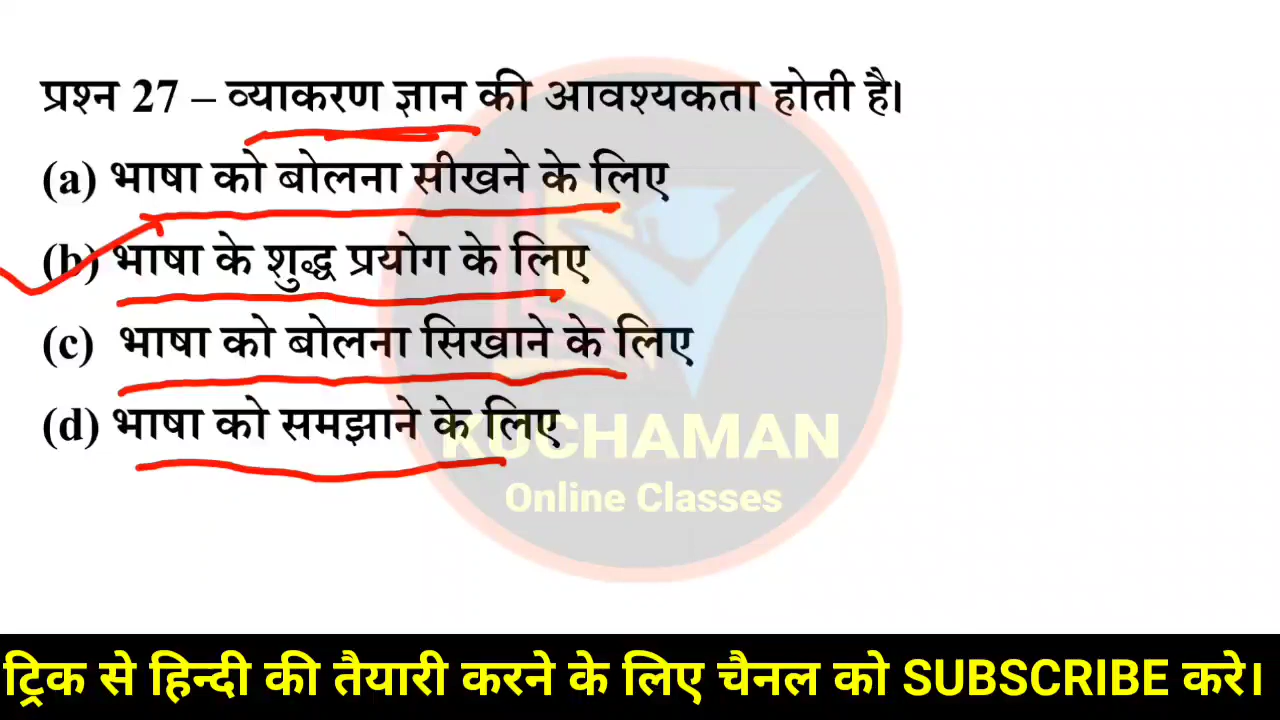 प्रश्न 27 – व्याकरण ज्ञान की आवश्यकता होती है।
(a) भाषा को बोलना सीखने के लिए
(b) भाषा के शुद्ध प्रयोग के लिए
(c) भाषा को बोलना सिखाने के लिए
(d) भाषा को समझाने के लिए
KUCHAMAN
Online Classes
ट्रिक से हिन्दी की तैयारी करने के लिए चैनल को SUBSCRIBE करे।